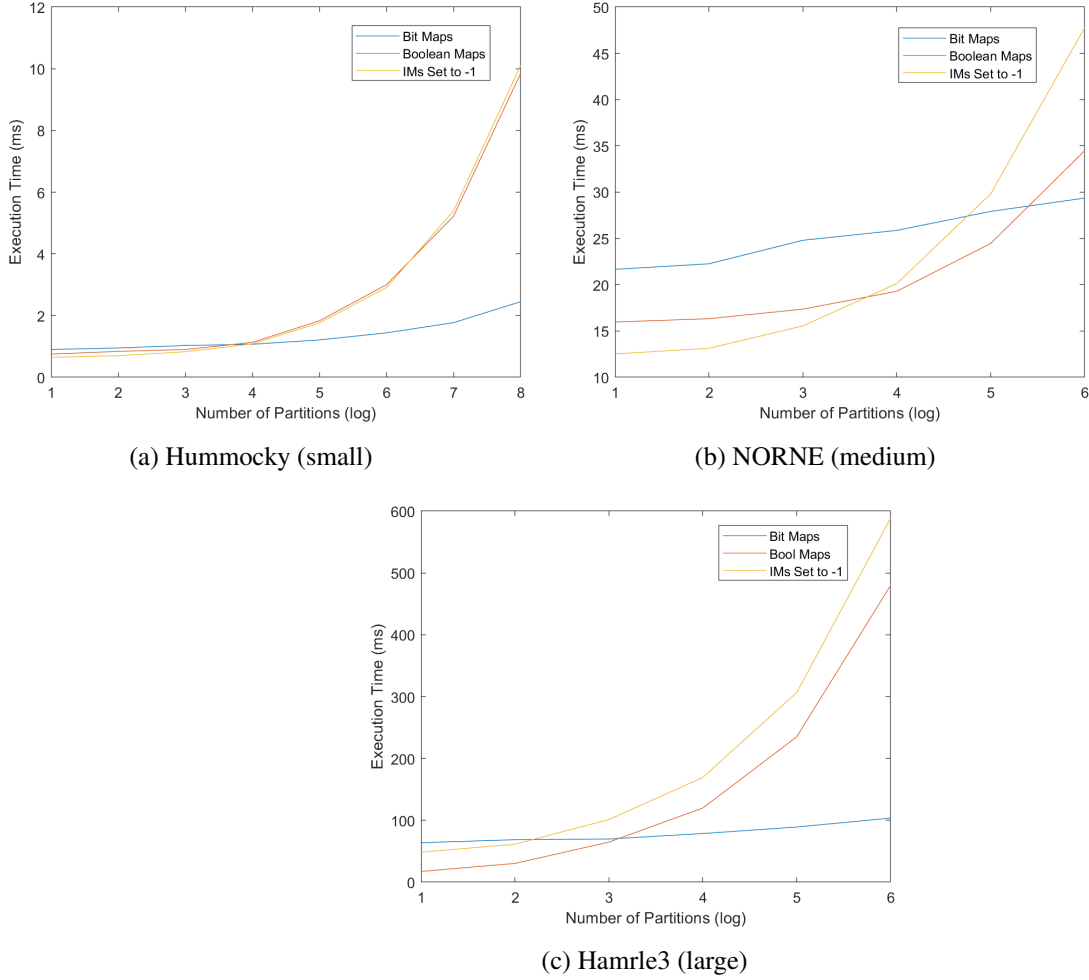 12
10
8
6
4
2
0
Execution Time (ms)
Bit Maps
Boolean Maps
IMs Set to -1
1 2 3 4 5 6 7 8
Number of Partitions (log)
(a) Hummocky (small)
50
45
40
35
30
25
20
15
10
Execution Time (ms)
Bit Maps
Boolean Maps
IMs Set to -1
1 2 3 4 5 6
Number of Partitions (log)
(b) NORNE (medium)
600
500
400
300
200
100
0
Execution Time (ms)
Bit Maps
Bool Maps
IMs Set to -1
1 2 3 4 5 6
Number of Partitions (log)
(c) Hamrle3 (large)